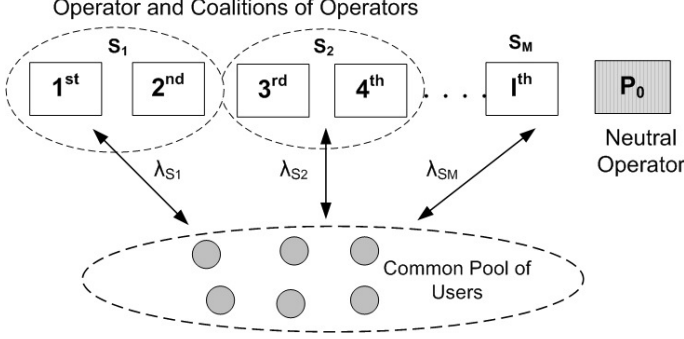 Operator and Coalitions of Operators
S1 S2 SM
1st 2nd 3rd 4th . . . . Ith P0
Neutral
Operator
λS1 λS2 λSM
Common Pool of
Users